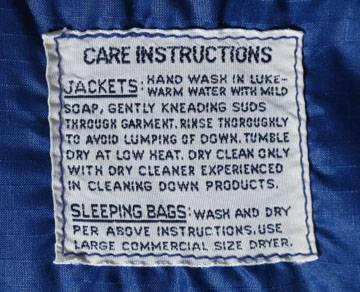 CARE INSTRUCTIONS
JACKETS: HAND WASH IN LUKE-
WARM WATER WITH MILD
SOAP, GENTLY KNEADING SUDS
THROUGH GARMENT. RINSE THOROUGHLY
TO AVOID LUMPING OF DOWN. TUMBLE
DRY AT LOW HEAT. DRY CLEAN ONLY
WITH DRY CLEANER EXPERIENCED
IN CLEANING DOWN PRODUCTS.
SLEEPING BAGS: WASH AND DRY
PER ABOVE INSTRUCTIONS. USE
LARGE COMMERCIAL SIZE DRYER.